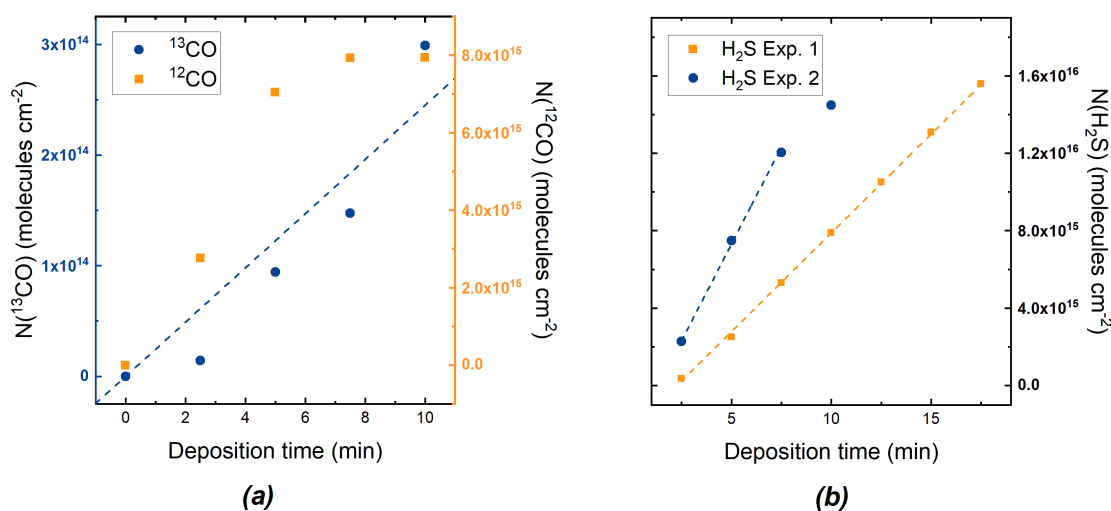 ¹³CO
¹²CO
N(¹³CO) (molecules cm⁻²)
3x10¹⁴
2x10¹⁴
1x10¹⁴
0
8.0x10¹⁵
6.0x10¹⁵
4.0x10¹⁵
2.0x10¹⁵
0.0
N(¹²CO) (molecules cm⁻²)
0 2 4 6 8 10
Deposition time (min)
(a)
H₂S Exp. 1
H₂S Exp. 2
1.6x10¹⁶
1.2x10¹⁶
8.0x10¹⁵
4.0x10¹⁵
0.0
N(H₂S) (molecules cm⁻²)
5 10 15
Deposition time (min)
(b)